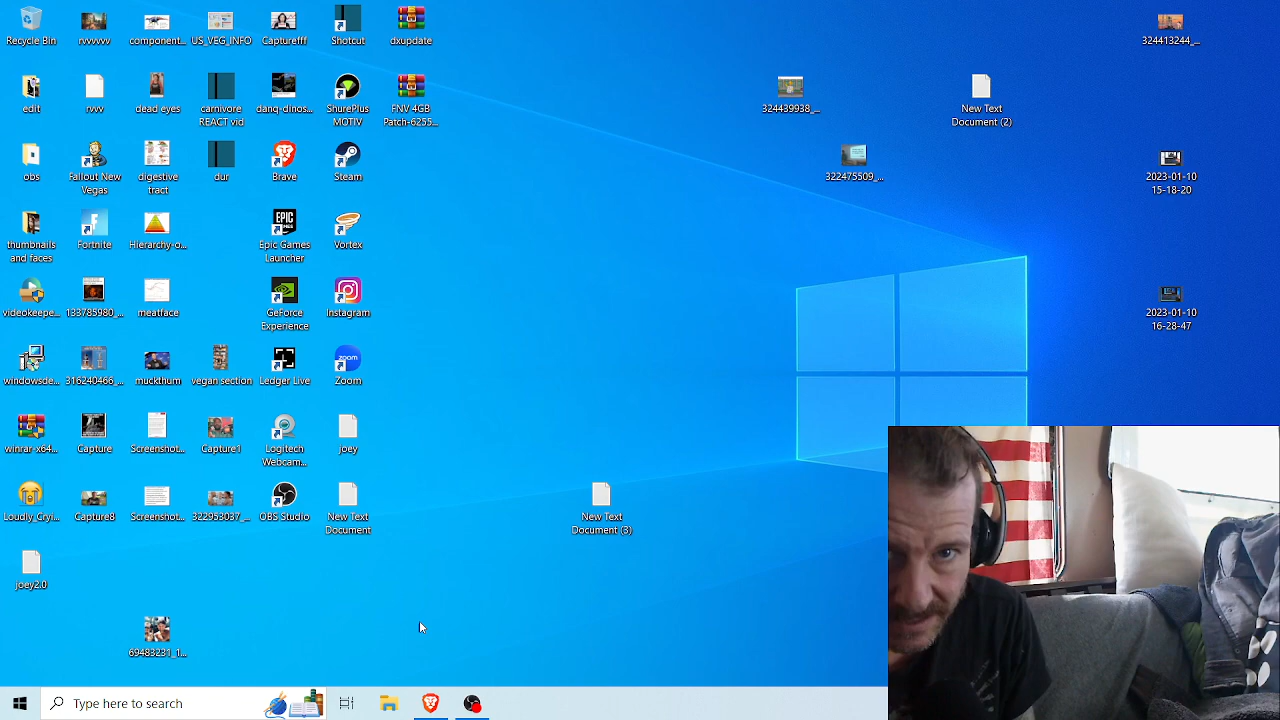 Recycle Bin
rvvvvv
component...
US_VEG_INFO
Capturefff
Shotcut
dxupdate
324413244_...
edit
rvvv
dead eyes
carnivore
REACT vid
danq-dinos...
ShurePlus
MOTIV
FNV 4GB
Patch-6255...
324439938_...
New Text
Document (2)
obs
Fallout New
Vegas
digestive
tract
dur
Brave
Steam
322475509_...
2023-01-10
15-18-20
thumbnails
and faces
Fortnite
Hierarchy-o...
Epic Games
Launcher
Vortex
videokeepe...
133785980_...
meatface
GeForce
Experience
Instagram
2023-01-10
16-28-47
windowsde...
316240466_...
muckthum
vegan section
Ledger Live
zoom
Zoom
winrar-x64...
Capture
Screenshot...
Capture1
Logitech
Webcam...
joey
Loudly_Cryi...
Capture8
Screenshot...
322953037_...
OBS Studio
New Text
Document
New Text
Document (3)
joey2.0
69483231_1...
Type here to search